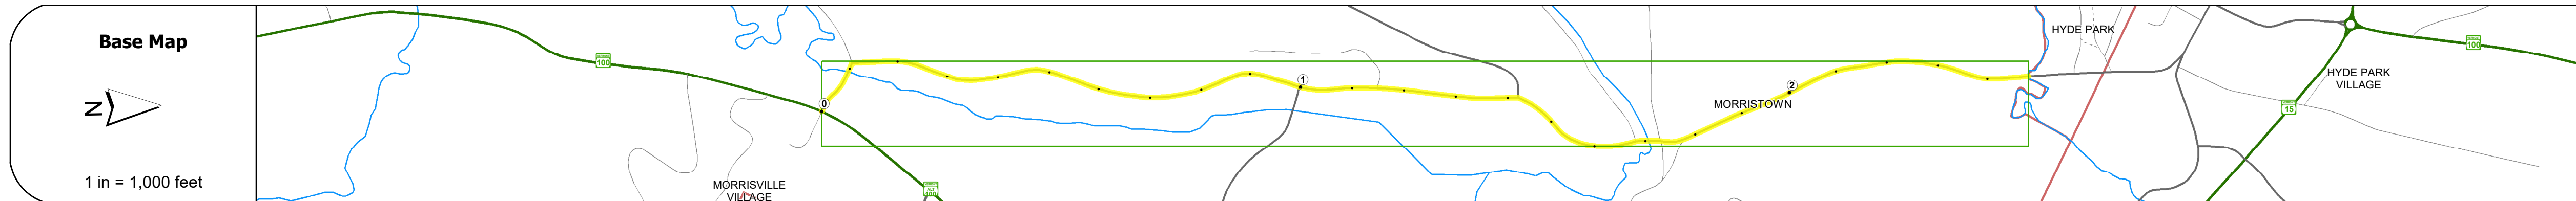 Base Map
N
1 in = 1,000 feet
100
MORRISVILLE
VILLAGE
0
ALT
100
1
MORRISTOWN
2
HYDE PARK
HYDE PARK
VILLAGE
15
100